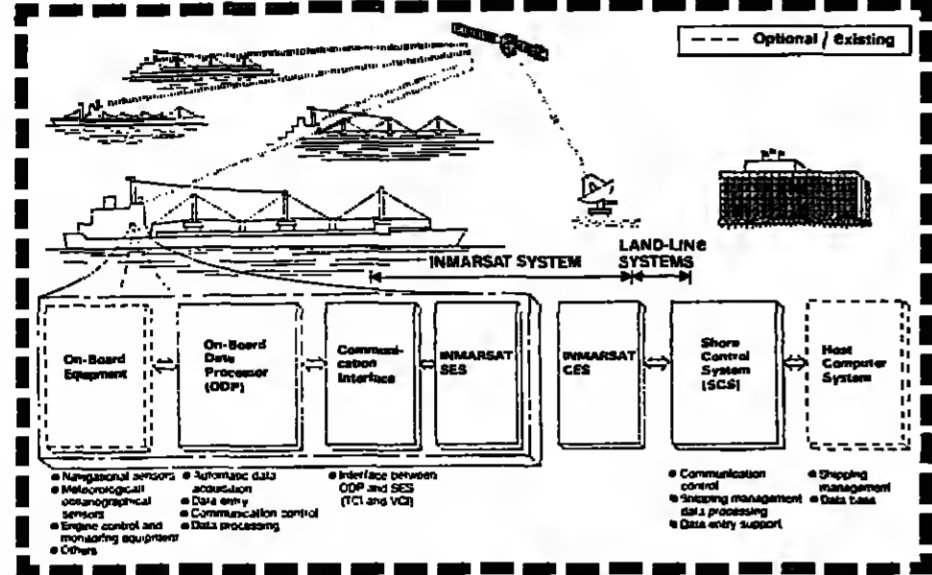 --- Optional / existing
INMARSAT SYSTEM
LAND-LINE
SYSTEMS
On-Board
Equipment
On-Board
Data
Processor
(ODP)
Communi-
cation
Interface
INMARSAT
SES
INMARSAT
CES
Shore
Control
System
(SCS)
Host
Computer
System
● Navigational sensors
● Meteorological/
oceanographical
sensors
● Engine control and
monitoring equipment
● Others
● Automatic data
acquisition
● Data entry
● Communication control
● Data processing
● Interface between
ODP and SES
(TCI and VCI)
● Communication
control
● Shipping management
data processing
● Data entry support
● Shipping
management
● Data base